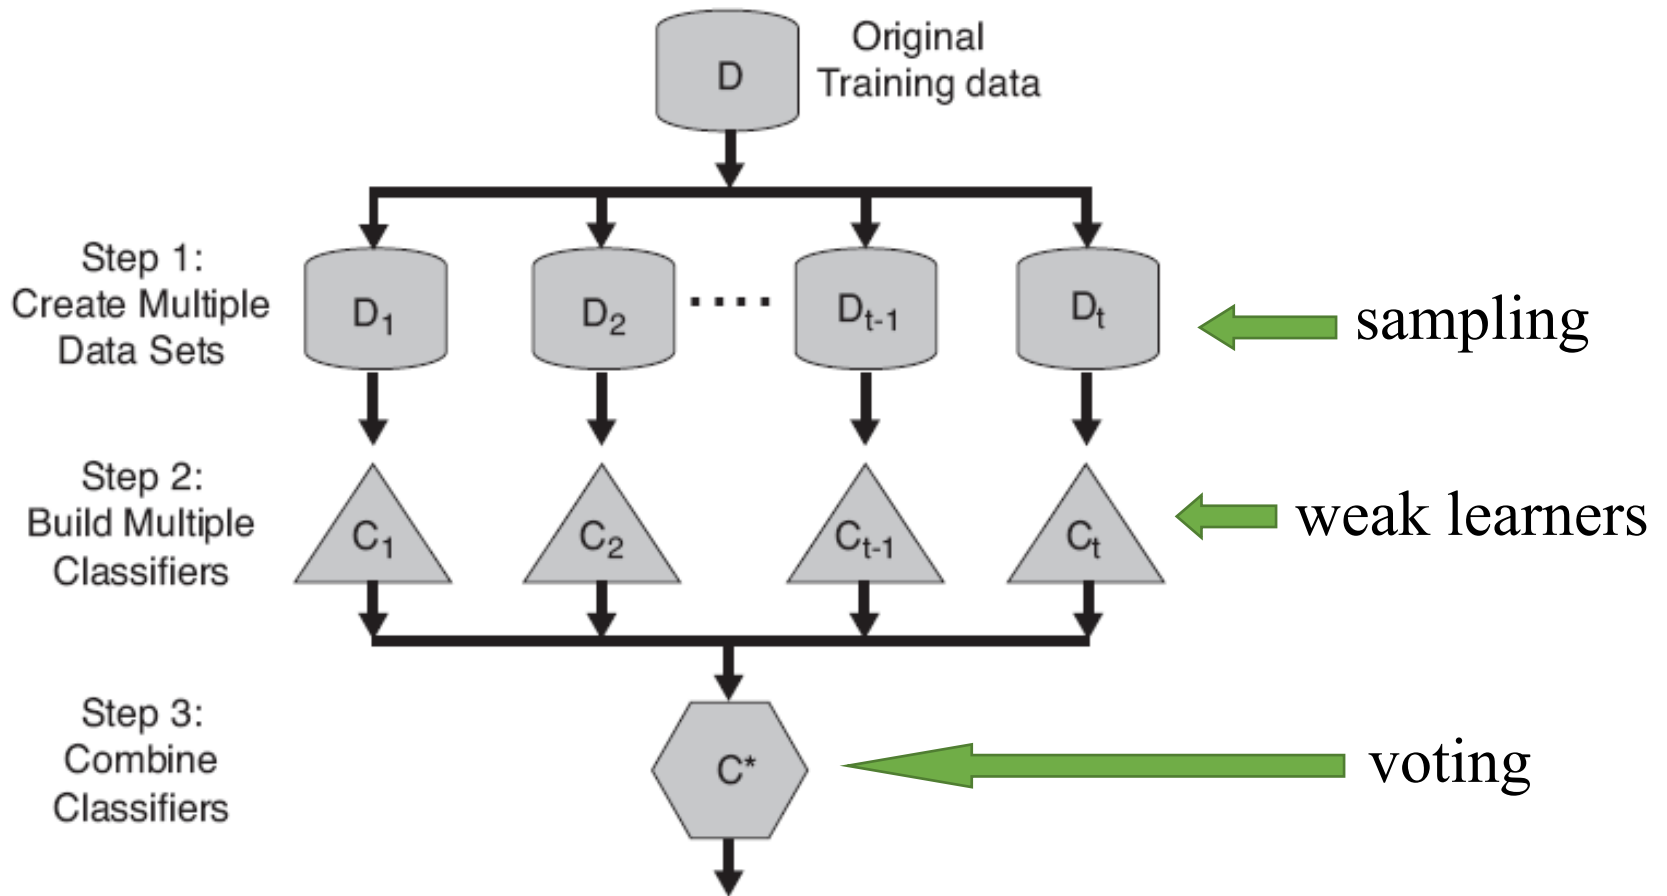 D
Original
Training data
Step 1:
Create Multiple
Data Sets
D1
D2
....
Dt-1
Dt
sampling
Step 2:
Build Multiple
Classifiers
C1
C2
Ct-1
Ct
weak learners
Step 3:
Combine
Classifiers
C*
voting